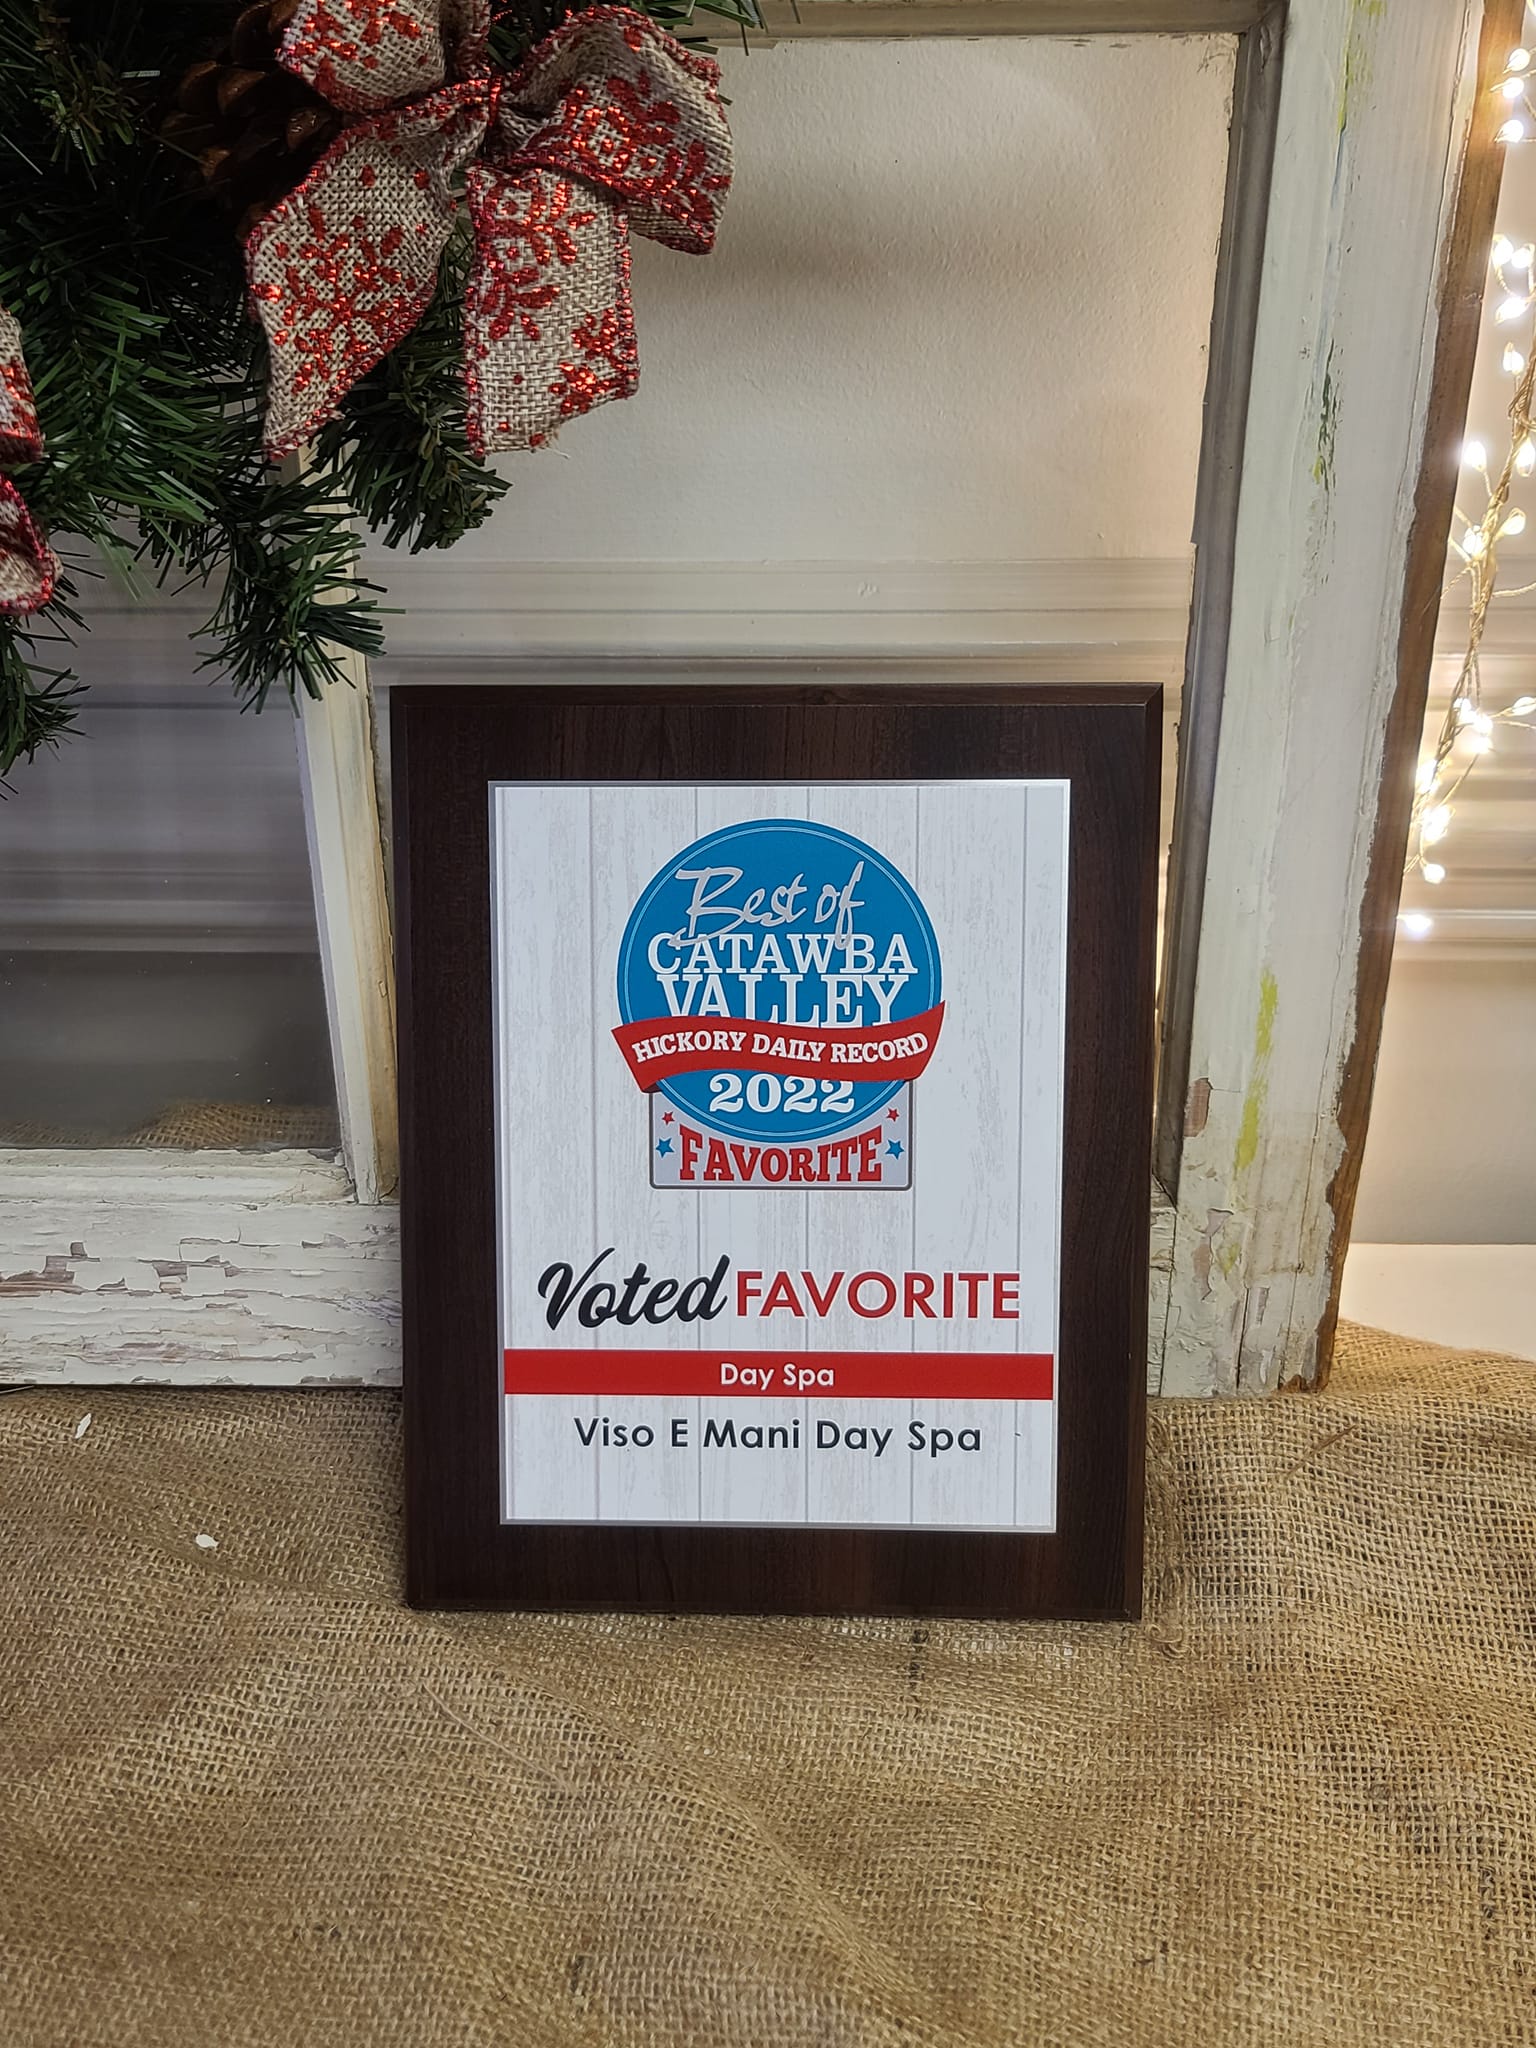 Best of
CATAWBA
VALLEY
HICKORY DAILY RECORD
2022
FAVORITE
Voted FAVORITE
Day Spa
Viso E Mani Day Spa